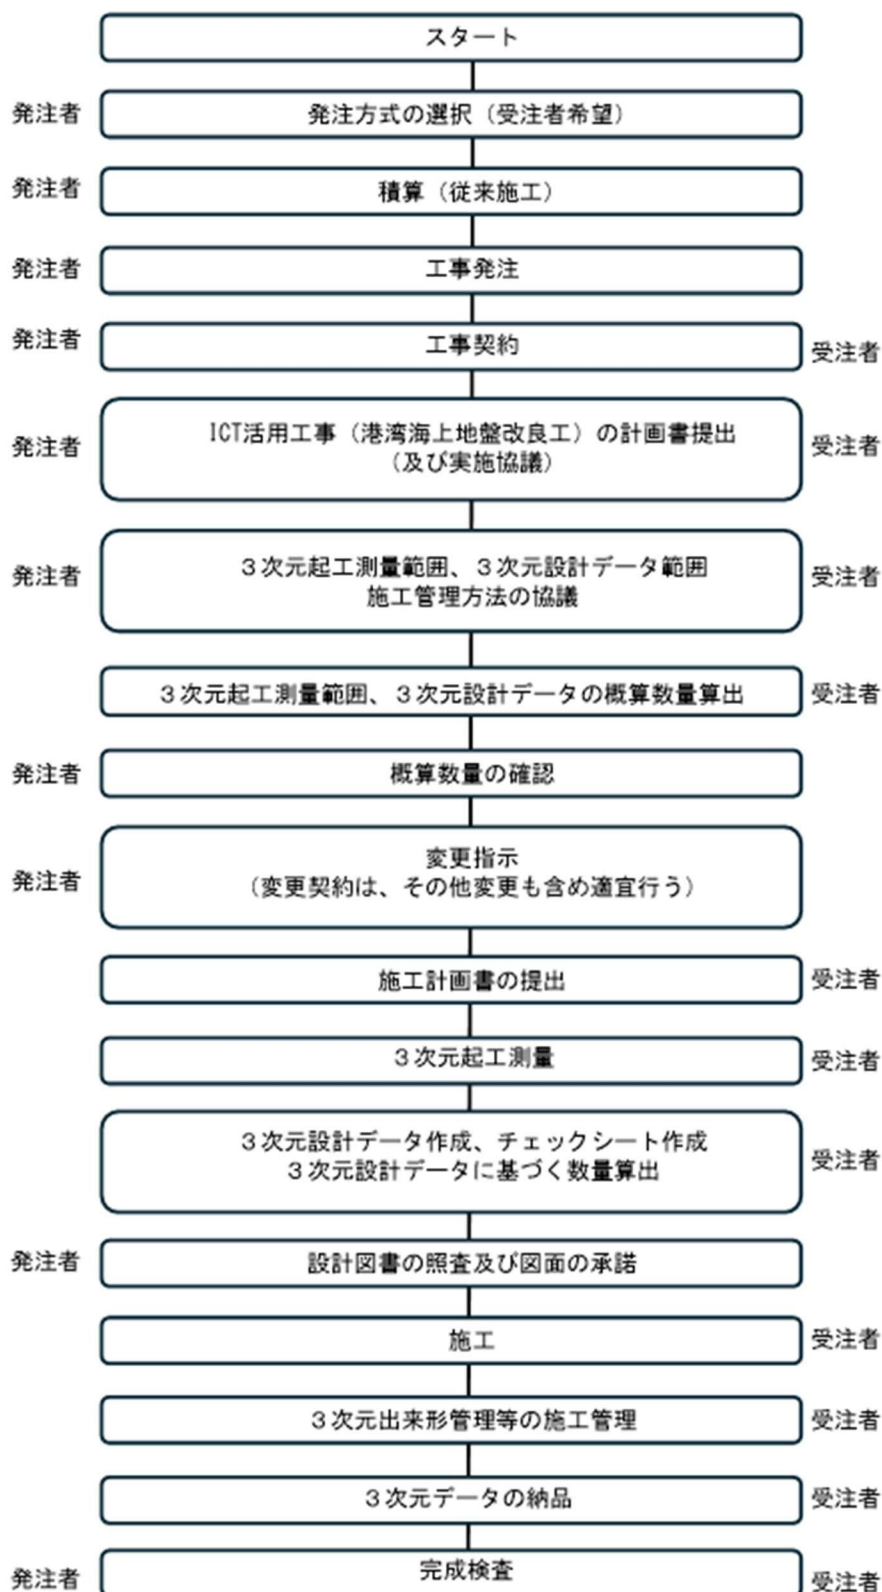 スタート
発注者
発注方式の選択（受注者希望）
発注者
積算（従来施工）
発注者
工事発注
発注者
工事契約
受注者
発注者
ICT活用工事（港湾海上地盤改良工）の計画書提出
（及び実施協議）
受注者
発注者
３次元起工測量範囲、３次元設計データ範囲
施工管理方法の協議
受注者
３次元起工測量範囲、３次元設計データの概算数量算出
受注者
発注者
概算数量の確認
発注者
変更指示
（変更契約は、その他変更も含め適宜行う）
施工計画書の提出
受注者
３次元起工測量
受注者
３次元設計データ作成、チェックシート作成
３次元設計データに基づく数量算出
受注者
発注者
設計図書の照査及び図面の承諾
施工
受注者
３次元出来形管理等の施工管理
受注者
３次元データの納品
受注者
発注者
完成検査
受注者